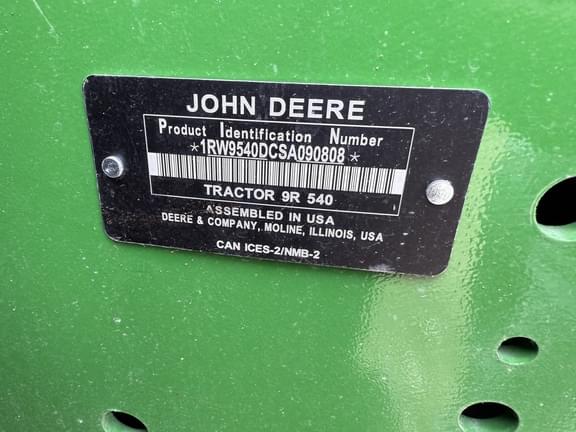 JOHN DEERE
Product Identification Number
*1RW9540DCSA090808*
TRACTOR 9R 540
ASSEMBLED IN USA
DEERE & COMPANY, MOLINE, ILLINOIS, USA
CAN ICES-2/NMB-2